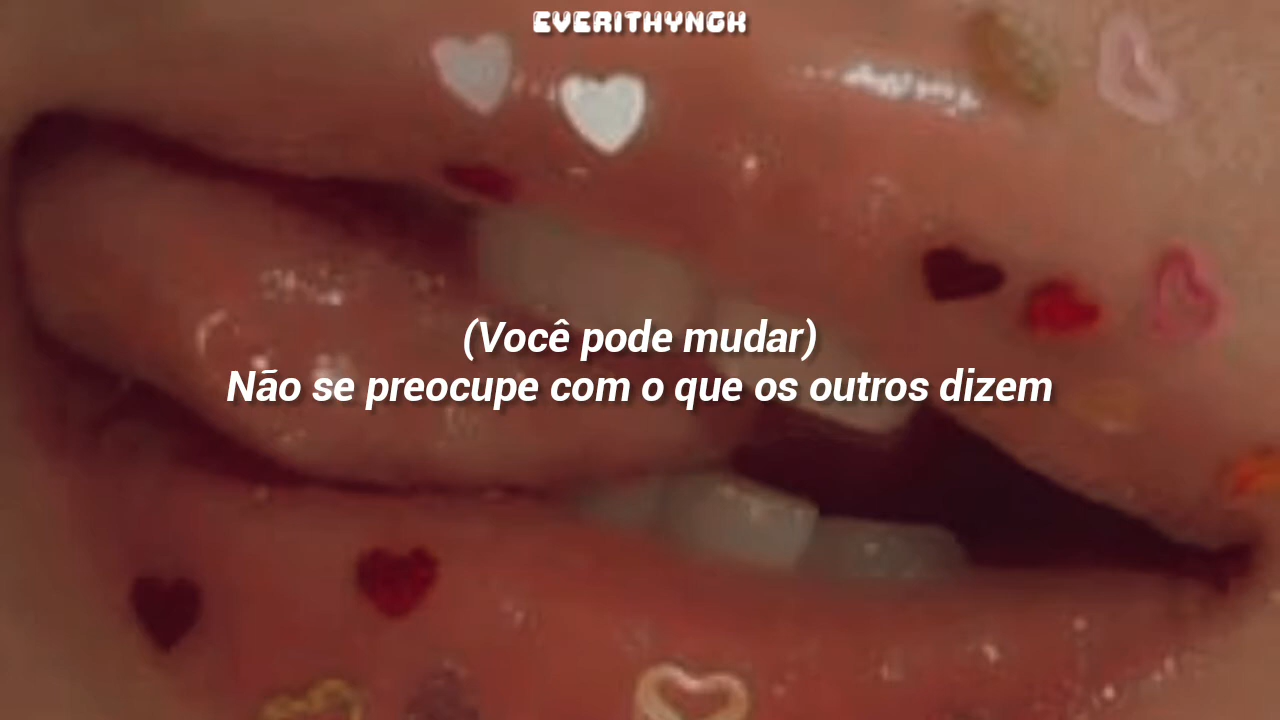 EVERITHYNGK
(Você pode mudar)
Não se preocupe com o que os outros dizem